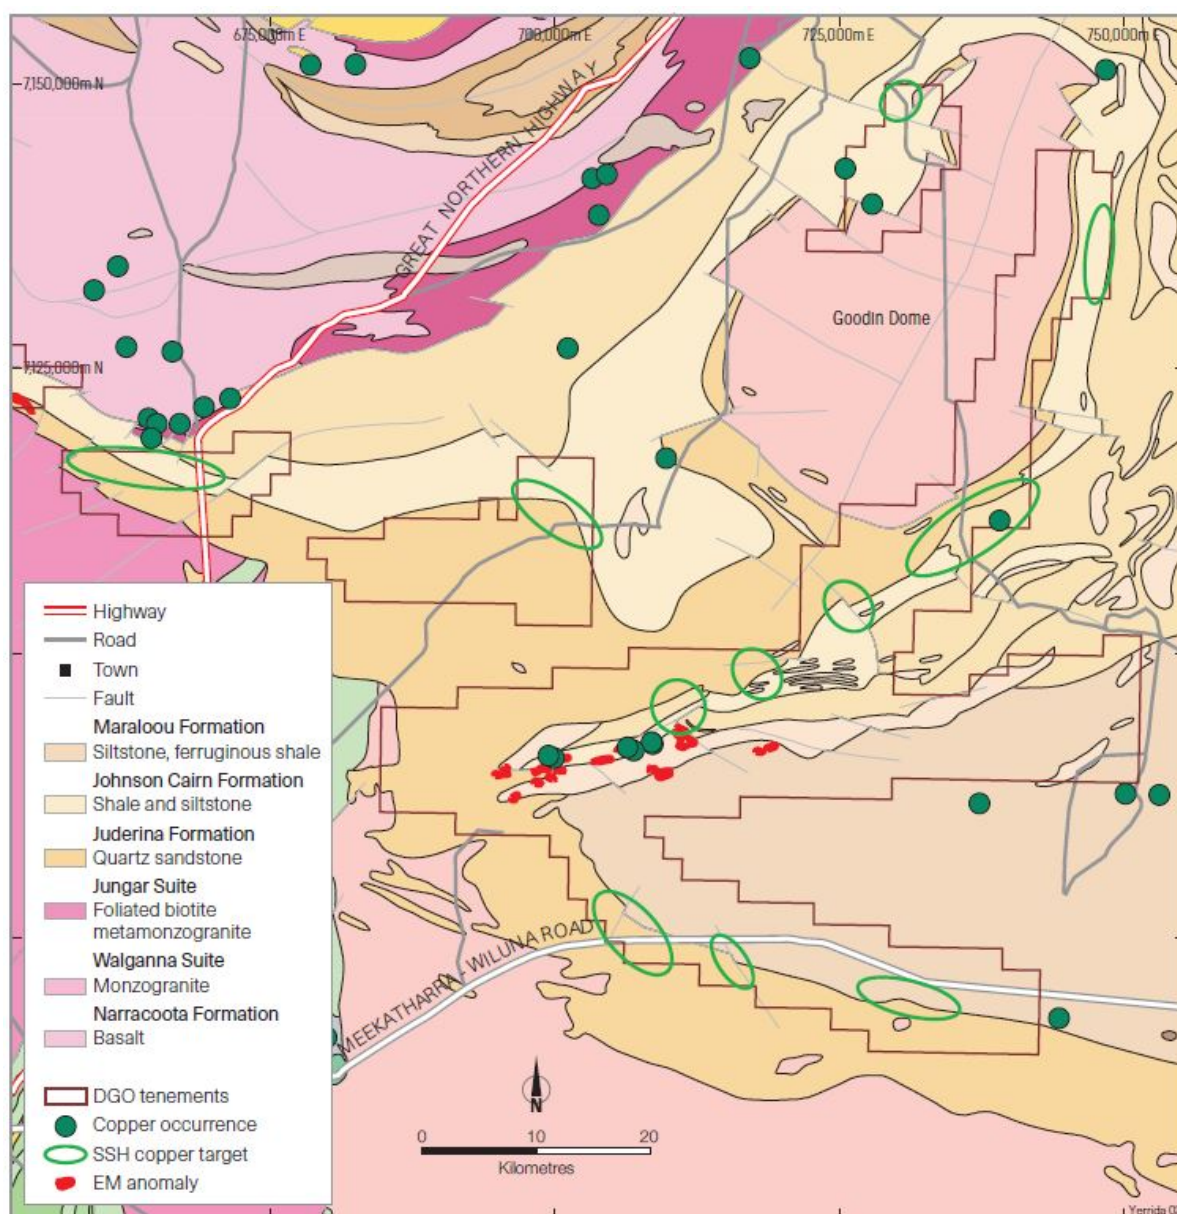 675,000m E
700,000m E
725,000m E
750,000m E
7,150,000m N
GREAT NORTHERN HIGHWAY
Goodin Dome
7,125,000m N
Highway
Road
Town
Fault
Maraloou Formation
Siltstone, ferruginous shale
Johnson Cairn Formation
Shale and siltstone
Juderina Formation
Quartz sandstone
Jungar Suite
Foliated biotite
metamonzogranite
Walganna Suite
Monzogranite
Narracoota Formation
Basalt
DGO tenements
Copper occurrence
SSH copper target
EM anomaly
MEEKATHARRA - WILUNA ROAD
N
0 10 20
Kilometres